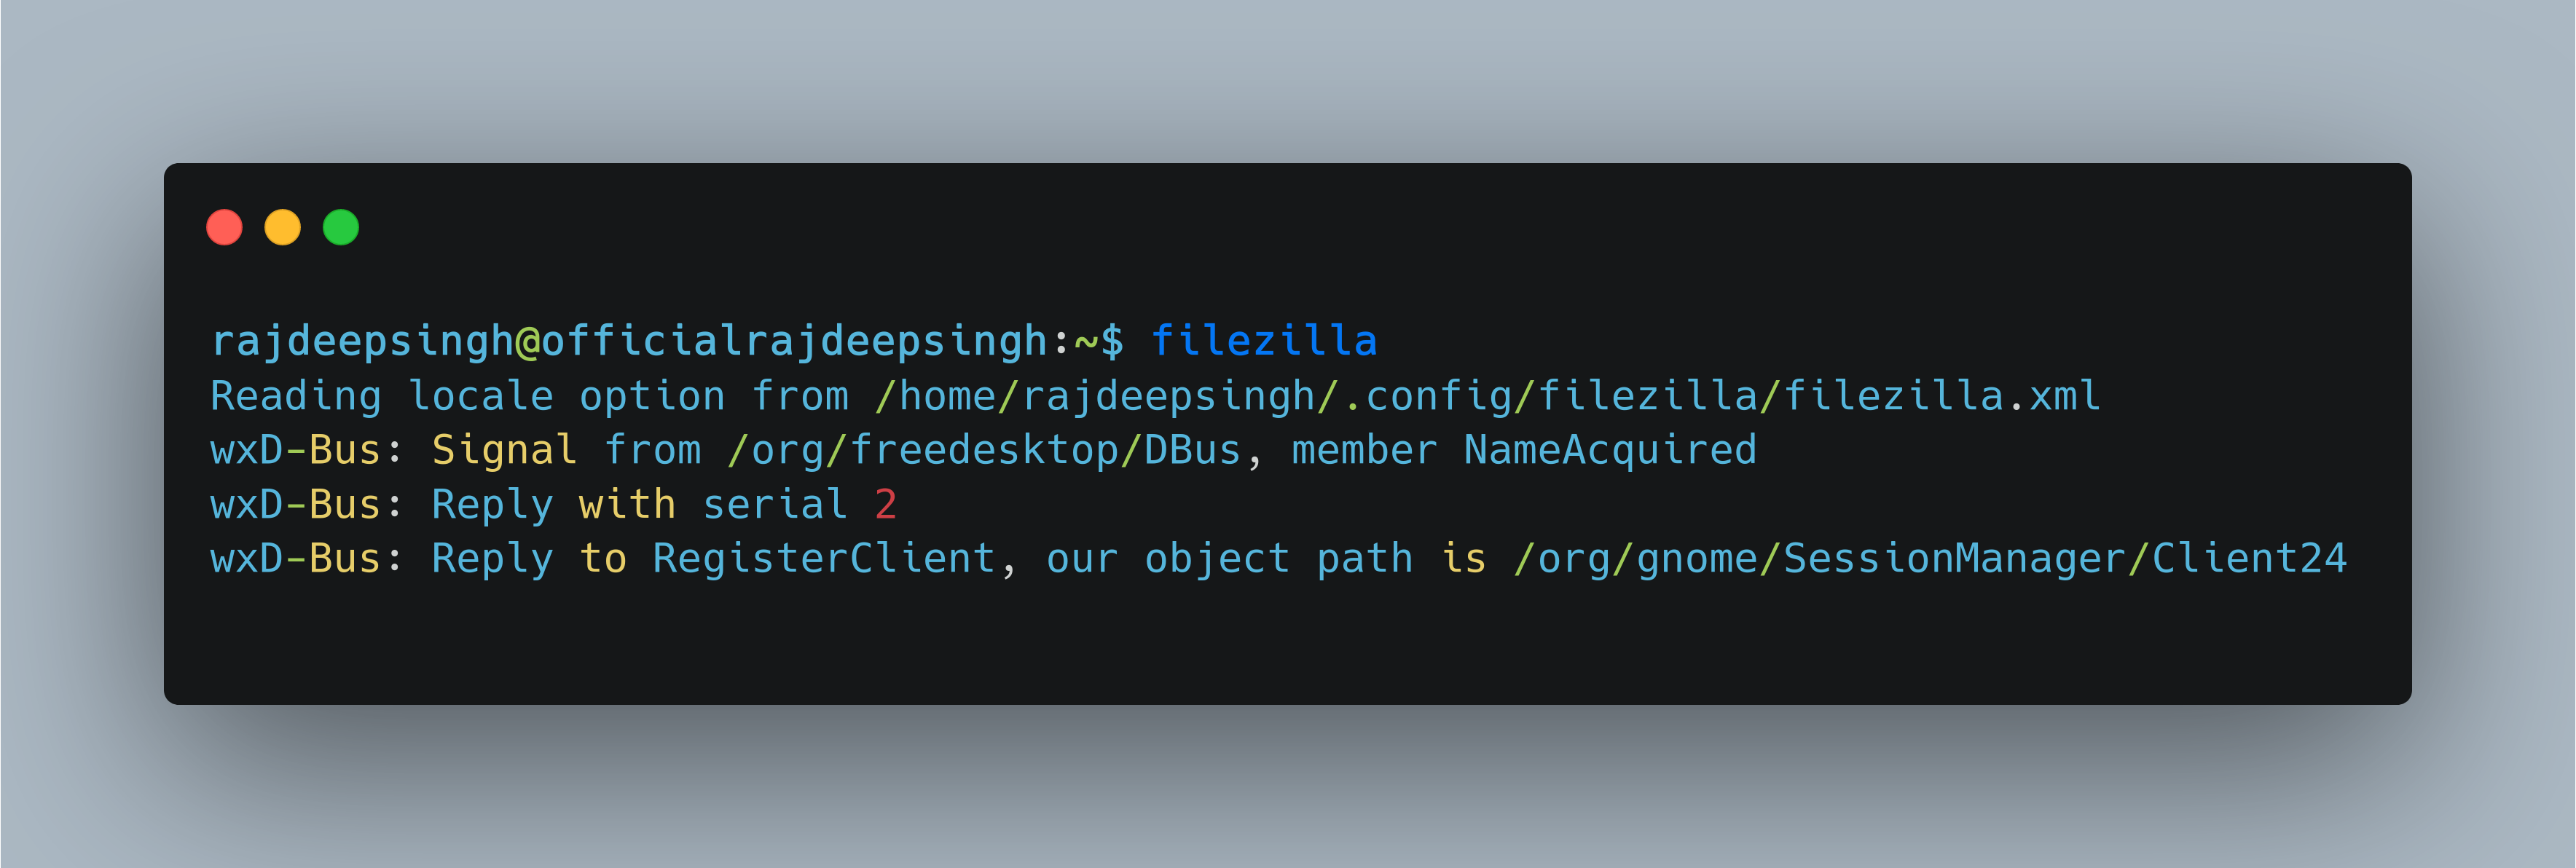 rajdeepsingh@officialrajdeepsingh:~$ filezilla
Reading locale option from /home/rajdeepsingh/.config/filezilla/filezilla.xml
wxD-Bus: Signal from /org/freedesktop/DBus, member NameAcquired
wxD-Bus: Reply with serial 2
wxD-Bus: Reply to RegisterClient, our object path is /org/gnome/SessionManager/Client24